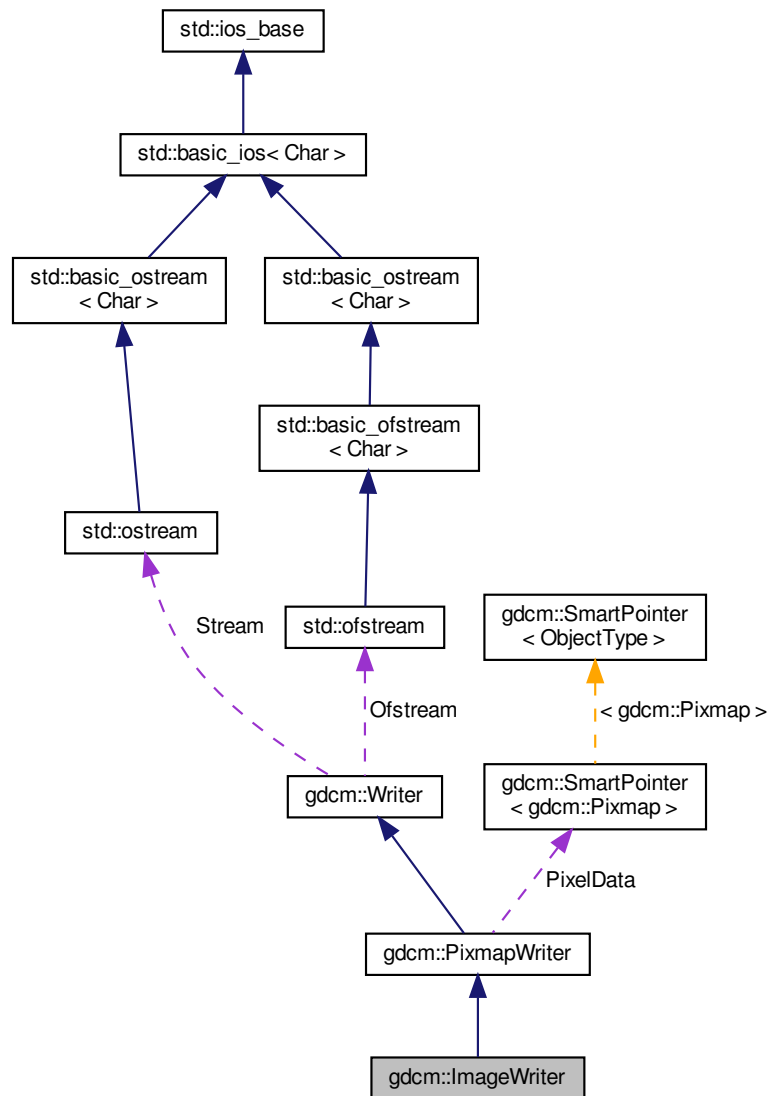 std::ios_base
std::basic_ios< Char >
std::basic_ostream
< Char >
std::basic_ostream
< Char >
std::basic_ofstream
< Char >
std::ostream
std::ofstream
gdcm::SmartPointer
< ObjectType >
Stream
Ofstream
< gdcm::Pixmap >
gdcm::Writer
gdcm::SmartPointer
< gdcm::Pixmap >
PixelData
gdcm::PixmapWriter
gdcm::ImageWriter